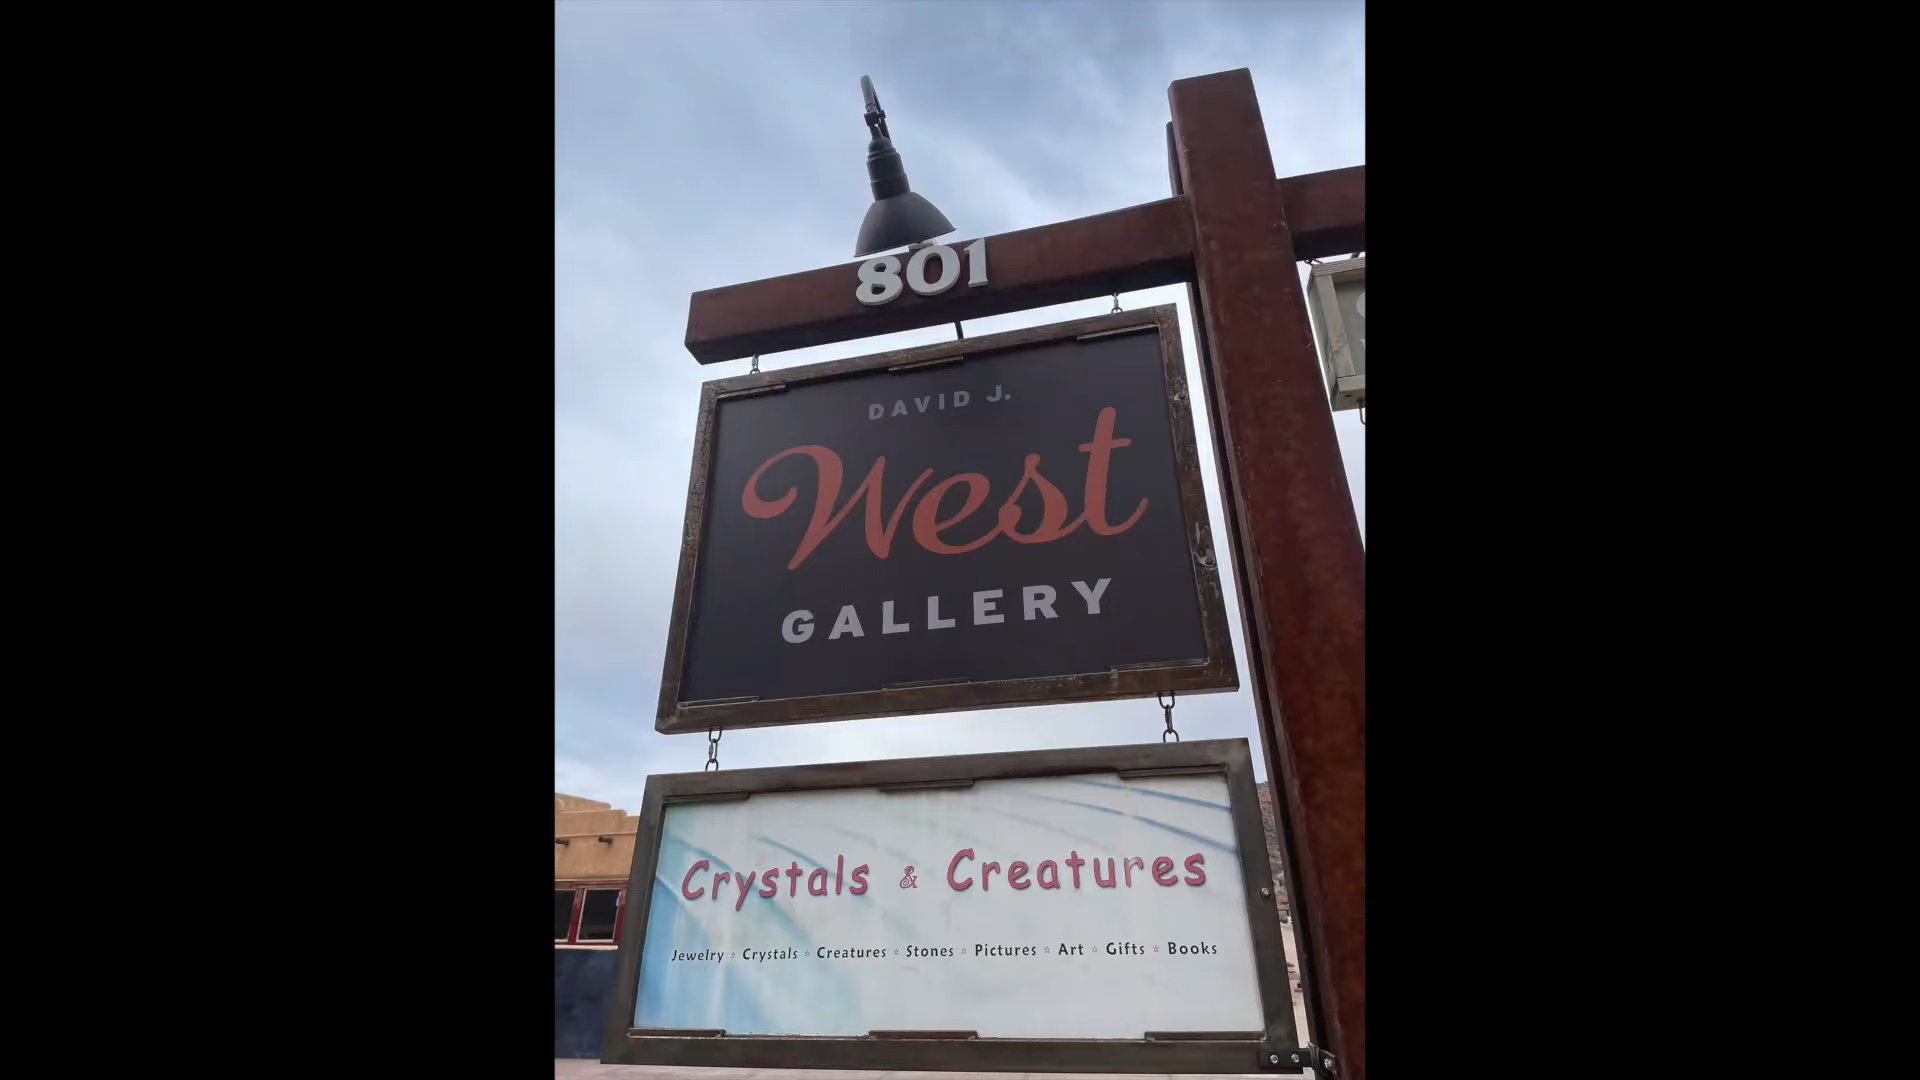 801
DAVID J.
West
GALLERY
Crystals & Creatures
Jewelry * Crystals * Creatures * Stones * Pictures * Art * Gifts * Books